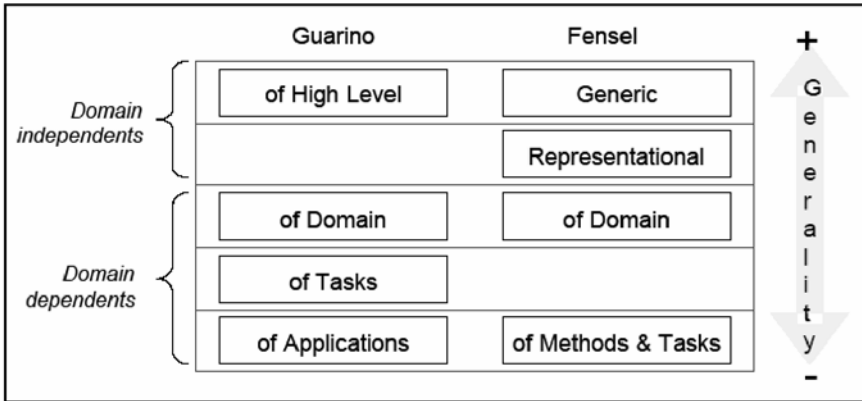 Guarino Fensel +
of High Level Generic
Domain
independents
Representational
of Domain of Domain
of Tasks
Domain
dependents
of Applications of Methods & Tasks
Generality
-